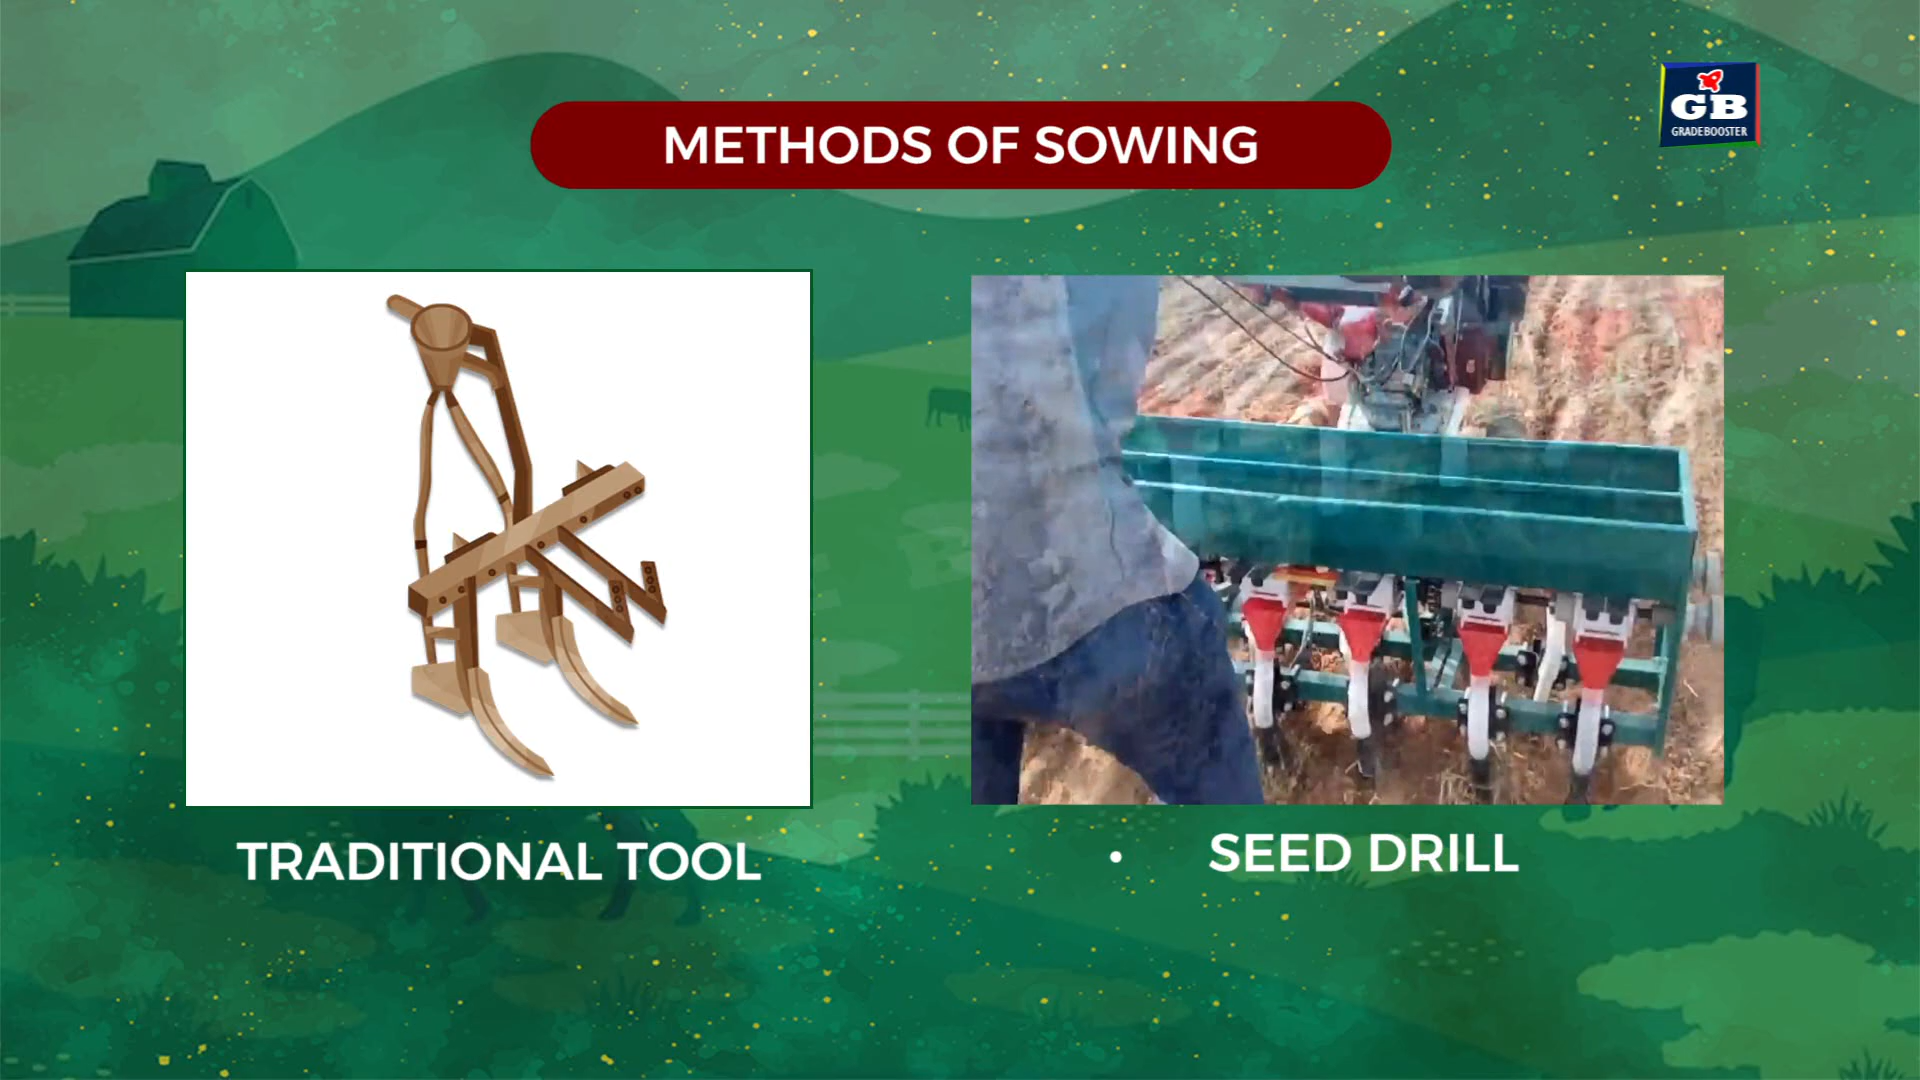 METHODS OF SOWING
GB
GRADEBOOSTER
TRADITIONAL TOOL
• SEED DRILL